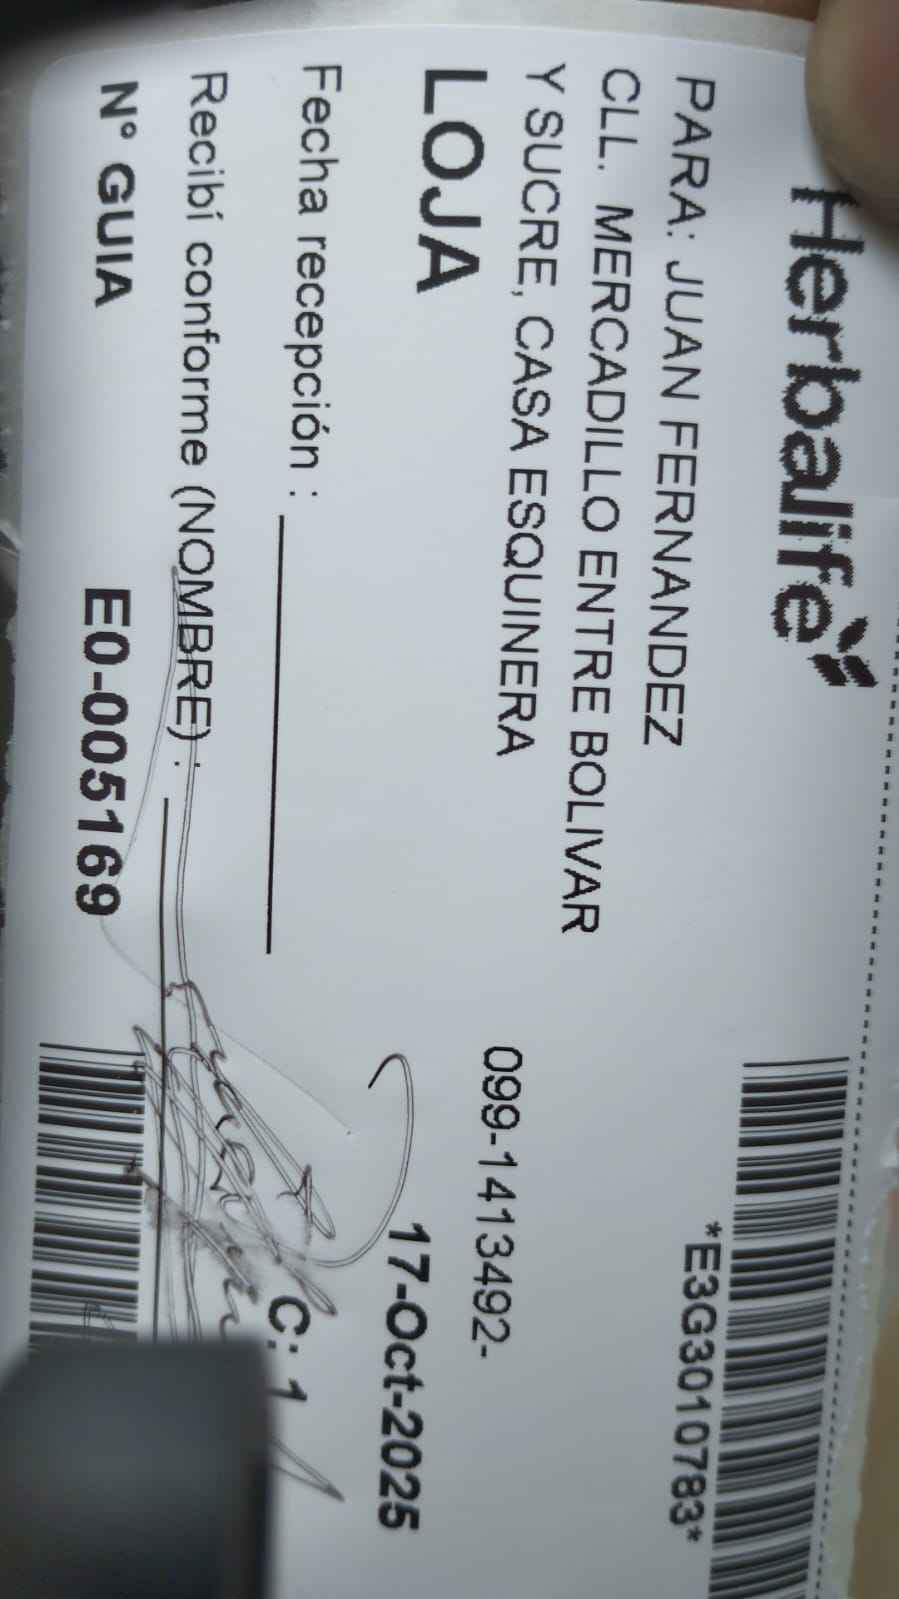 Herbalife
*E3G3010783*
PARA: JUAN FERNANDEZ
CLL. MERCADILLO ENTRE BOLIVAR
Y SUCRE, CASA ESQUINERA
099-1413492-
LOJA
17-Oct-2025
Fecha recepción :
C: 1
Recibí conforme (NOMBRE) :
N° GUIA
E0-005169